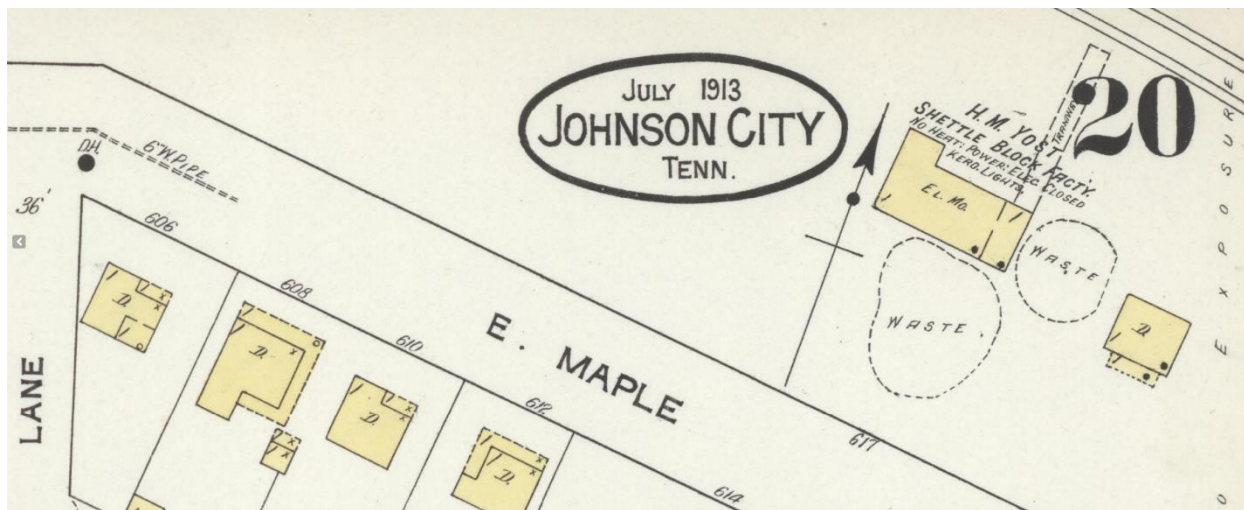 JULY 1913
JOHNSON CITY
TENN.
20
H.M. YOST
SHETTLE BLOCK FACTY.
NO HEAT: POWER: ELEC. CLOSED
KERO. LIGHTS.
TRAMWAY
EL. MO.
WASTE
WASTE
D.
EXPOSURE
D.H.
6" W. PIPE
36'
LANE
606
608
610
612
614
617
E. MAPLE
D.
D.
D.
D.